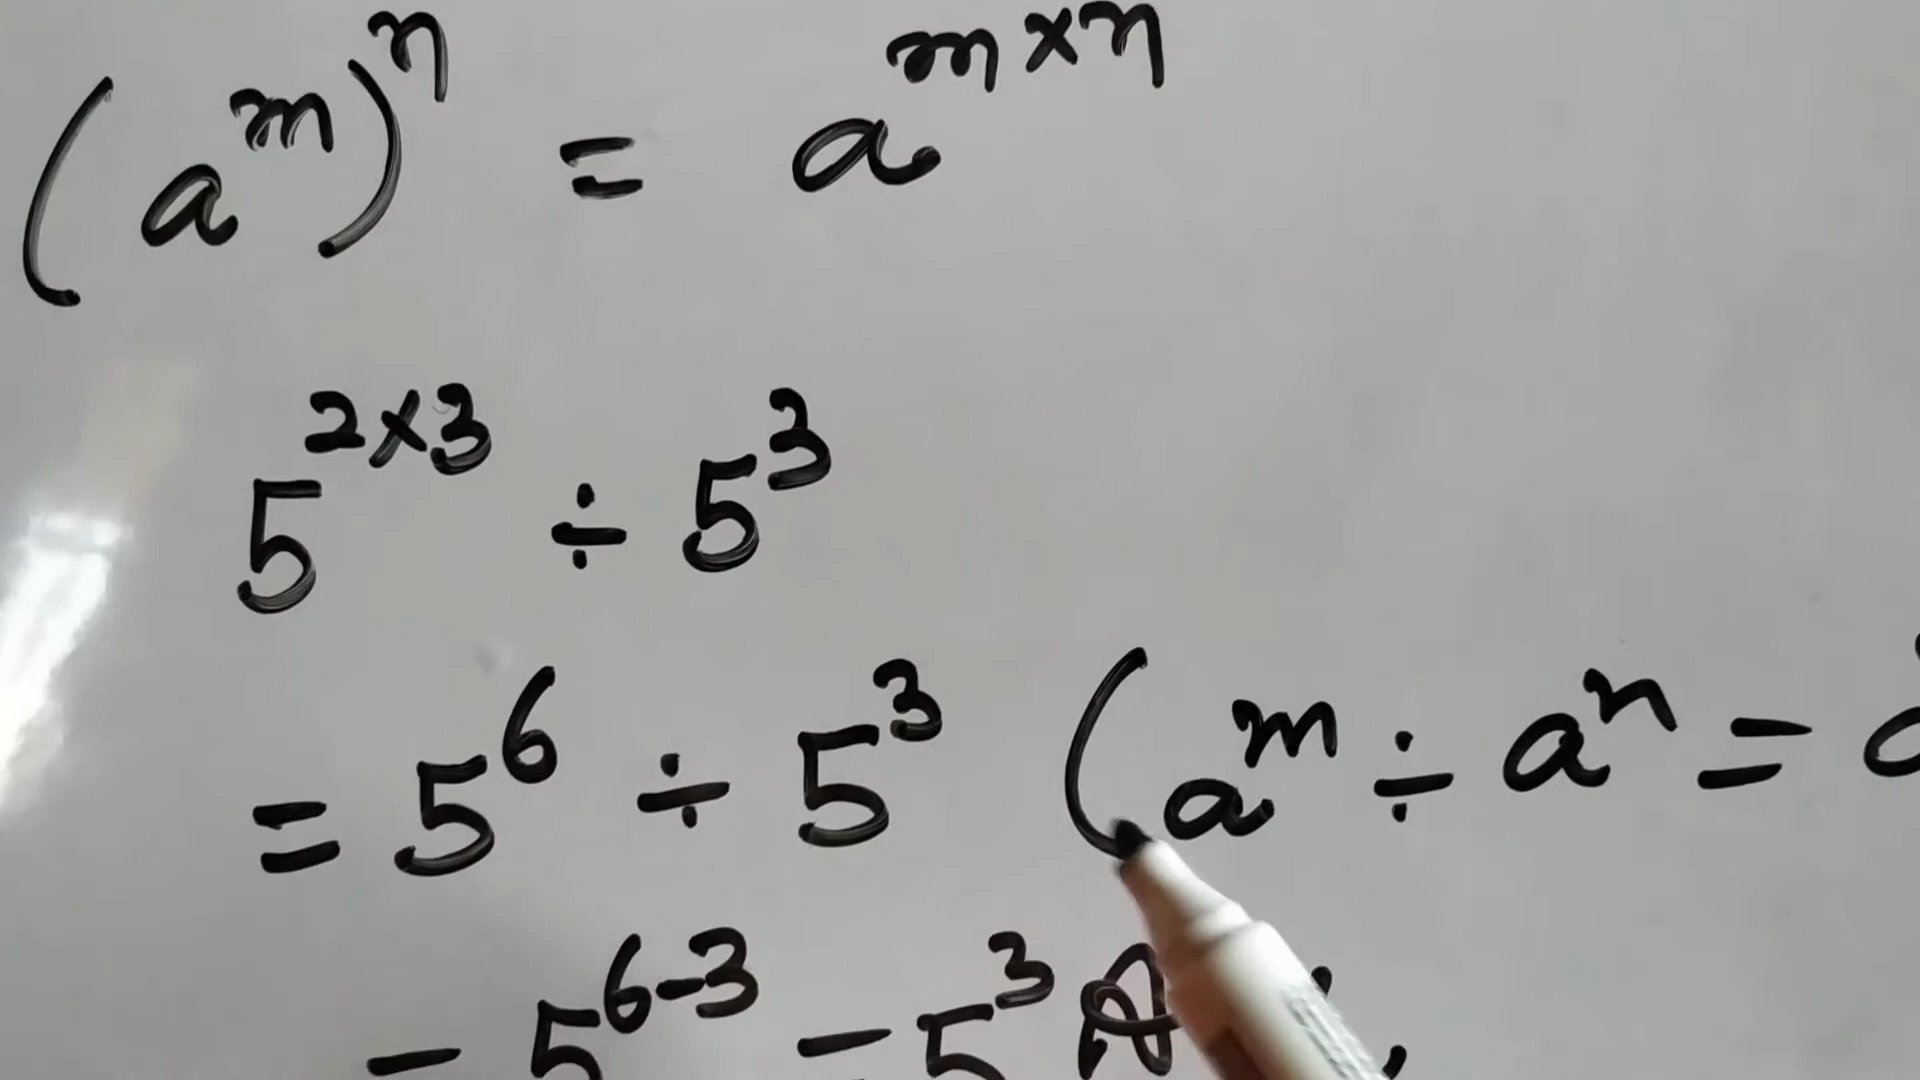 (a^m)^n = a^{m×n}
5^{2×3} ÷ 5^3
= 5^6 ÷ 5^3 (a^m ÷ a^n =
= 5^{6-3} = 5^3